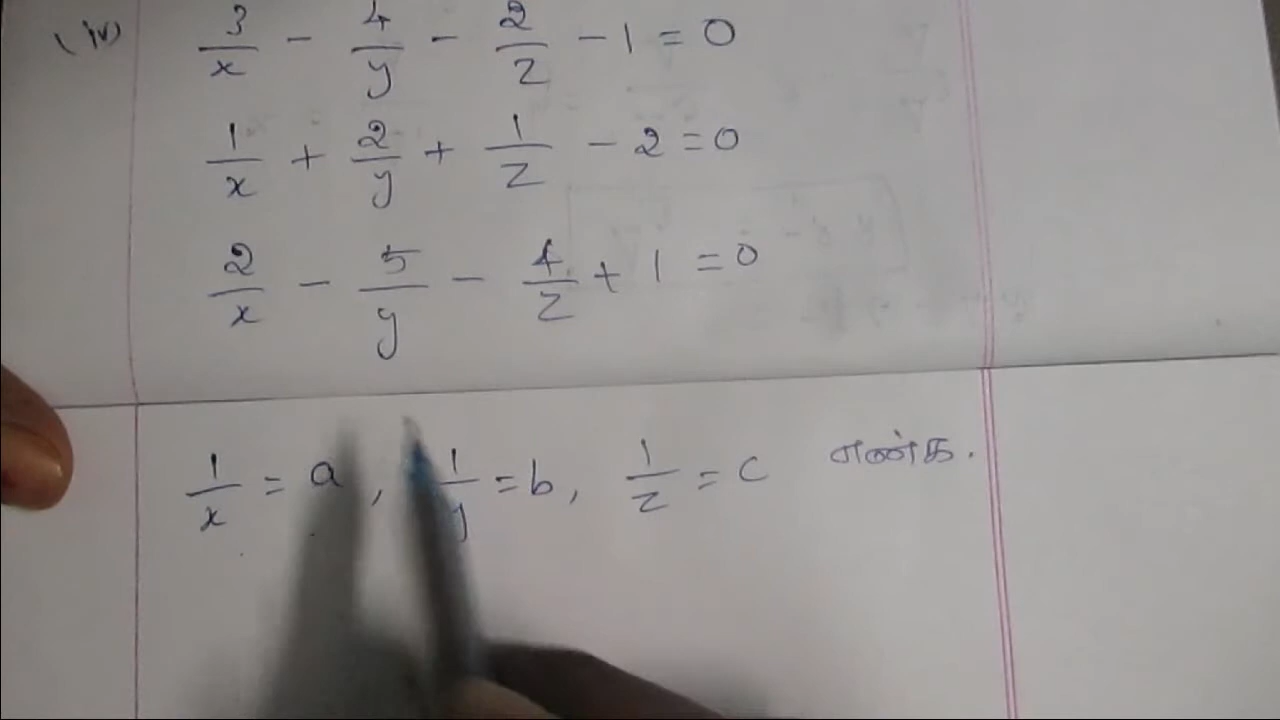 (iv) 3/x - 4/y - 2/z - 1 = 0
1/x + 2/y + 1/z - 2 = 0
2/x - 5/y - 4/z + 1 = 0
1/x = a, 1/y = b, 1/z = c என்க.